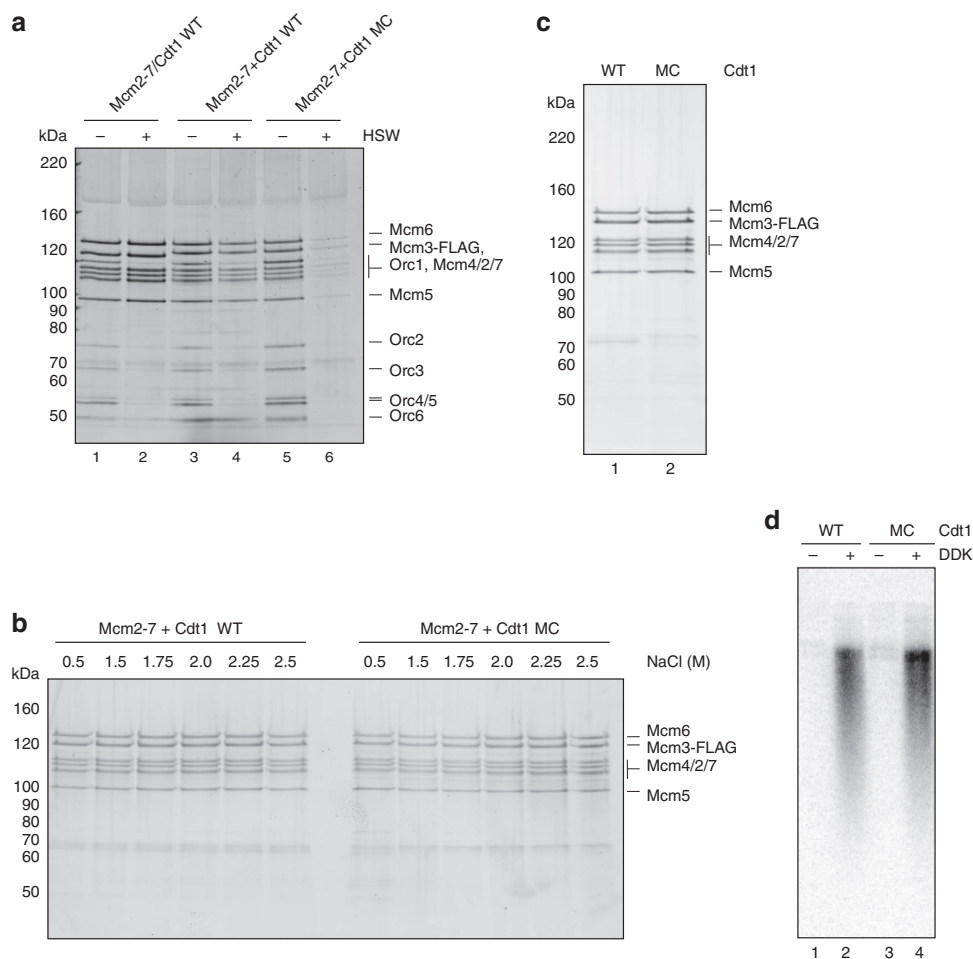 a
Mcm2-7/Cdt1 WT
Mcm2-7+Cdt1 WT
Mcm2-7+Cdt1 MC
kDa – + – + – + HSW
220
160
120
100
90
80
70
60
50
Mcm6
Mcm3-FLAG,
Orc1, Mcm4/2/7
Mcm5
Orc2
Orc3
Orc4/5
Orc6
1 2 3 4 5 6
c
WT MC Cdt1
kDa
220
160
120
100
90
80
70
60
50
Mcm6
Mcm3-FLAG
Mcm4/2/7
Mcm5
1 2
b
Mcm2-7 + Cdt1 WT Mcm2-7 + Cdt1 MC
0.5 1.5 1.75 2.0 2.25 2.5 0.5 1.5 1.75 2.0 2.25 2.5 NaCl (M)
kDa
160
120
100
90
80
70
60
50
Mcm6
Mcm3-FLAG
Mcm4/2/7
Mcm5
d
WT MC Cdt1
– + – + DDK
1 2 3 4